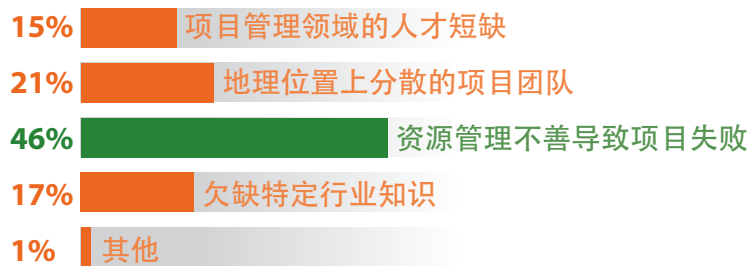 15% 项目管理领域的人才短缺
21% 地理位置上分散的项目团队
46% 资源管理不善导致项目失败
17% 欠缺特定行业知识
1% 其他